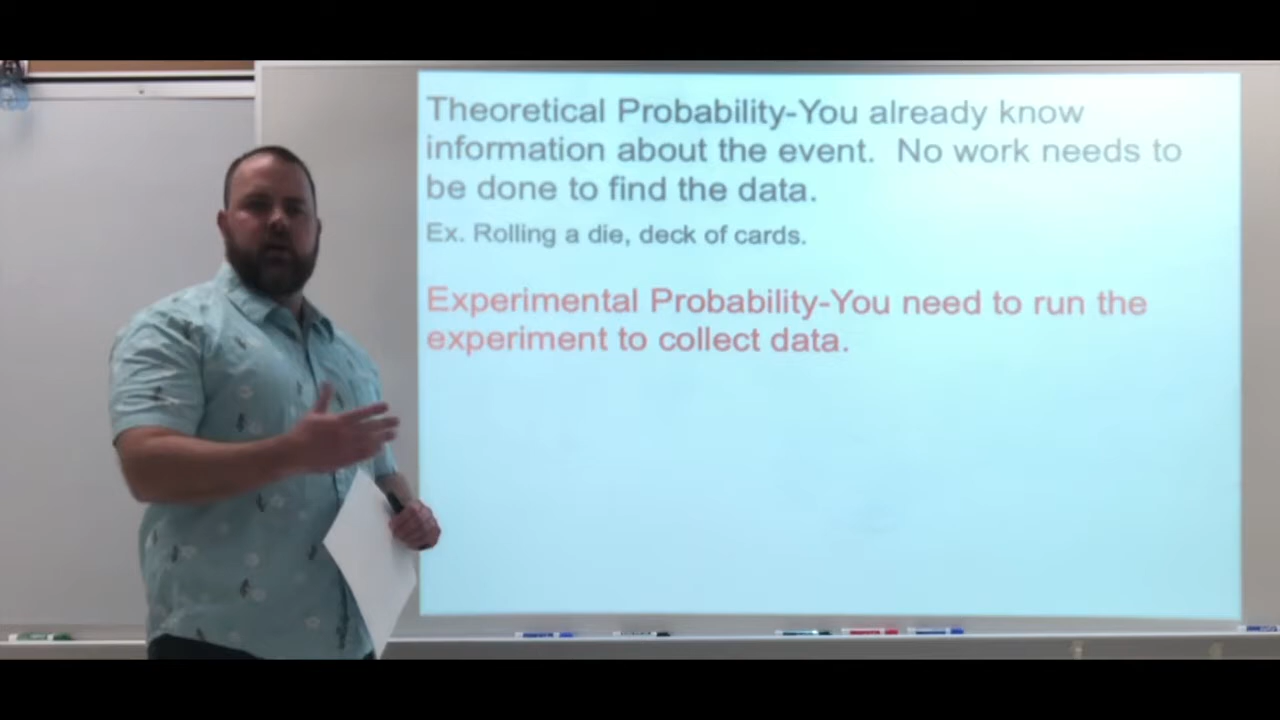 Theoretical Probability-You already know
information about the event.  No work needs to
be done to find the data.
Ex. Rolling a die, deck of cards.
Experimental Probability-You need to run the
experiment to collect data.